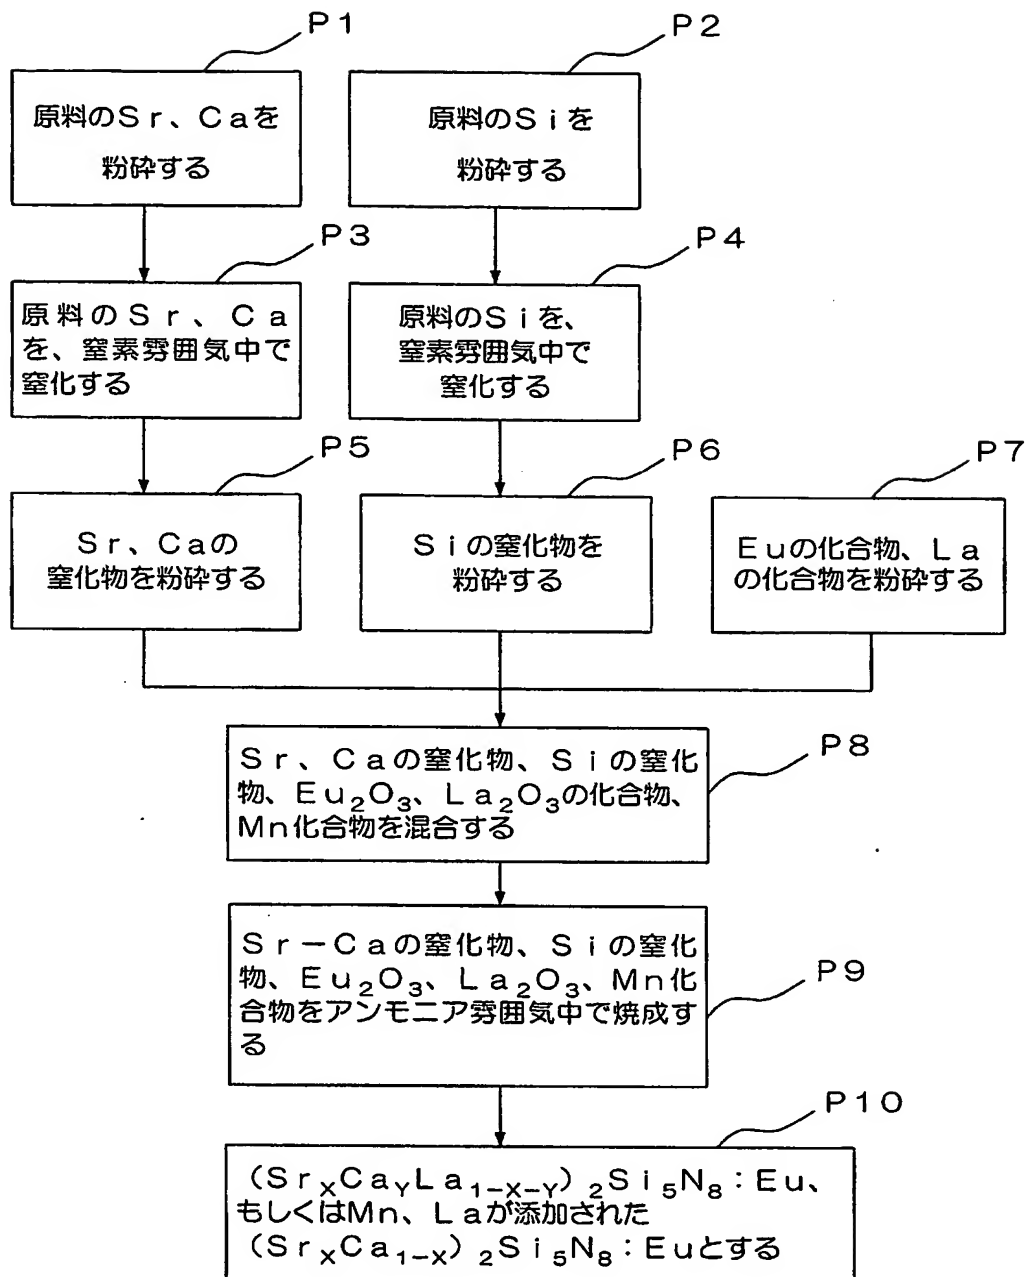 P1
P2
原料のSr、Caを
粉砕する
原料のSiを
粉砕する
P3
P4
原料のSr、Ca
を、窒素雰囲気中で
窒化する
原料のSiを、
窒素雰囲気中で
窒化する
P5
P6
P7
Sr、Caの
窒化物を粉砕する
Siの窒化物を
粉砕する
Euの化合物、La
の化合物を粉砕する
P8
Sr、Caの窒化物、Siの窒化
物、Eu₂O₃、La₂O₃の化合物、
Mn化合物を混合する
P9
Sr-Caの窒化物、Siの窒化
物、Eu₂O₃、La₂O₃、Mn化
合物をアンモニア雰囲気中で焼成す
る
P10
(SrXCaYLa1-X-Y)₂Si₅N₈:Eu、
もしくはMn、Laが添加された
(SrXCa1-X)₂Si₅N₈:Euとする